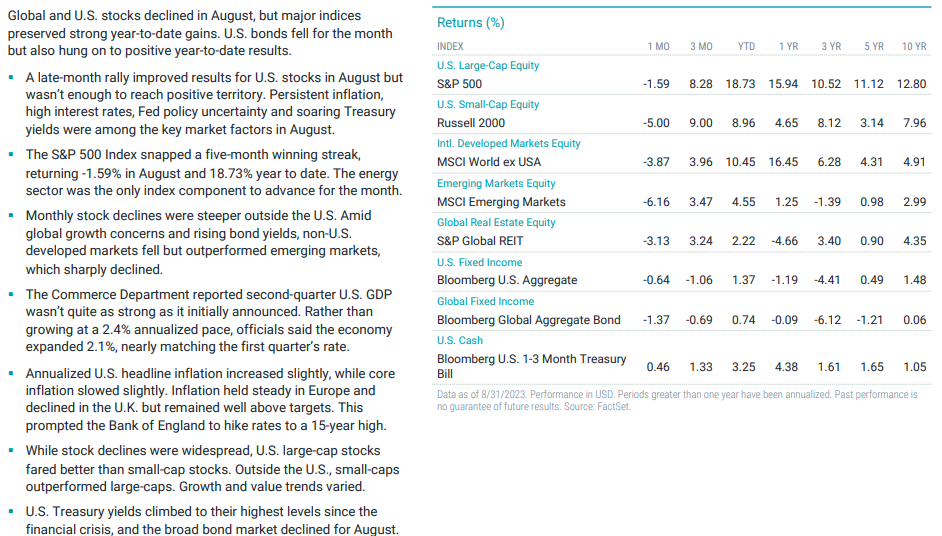 Global and U.S. stocks declined in August, but major indices
preserved strong year-to-date gains. U.S. bonds fell for the month
but also hung on to positive year-to-date results.
▪ A late-month rally improved results for U.S. stocks in August but
wasn't enough to reach positive territory. Persistent inflation,
high interest rates, Fed policy uncertainty and soaring Treasury
yields were among the key market factors in August.
▪ The S&P 500 Index snapped a five-month winning streak,
returning -1.59% in August and 18.73% year to date. The energy
sector was the only index component to advance for the month.
▪ Monthly stock declines were steeper outside the U.S. Amid
global growth concerns and rising bond yields, non-U.S.
developed markets fell but outperformed emerging markets,
which sharply declined.
▪ The Commerce Department reported second-quarter U.S. GDP
wasn't quite as strong as it initially announced. Rather than
growing at a 2.4% annualized pace, officials said the economy
expanded 2.1%, nearly matching the first quarter's rate.
▪ Annualized U.S. headline inflation increased slightly, while core
inflation slowed slightly. Inflation held steady in Europe and
declined in the U.K. but remained well above targets. This
prompted the Bank of England to hike rates to a 15-year high.
▪ While stock declines were widespread, U.S. large-cap stocks
fared better than small-cap stocks. Outside the U.S., small-caps
outperformed large-caps. Growth and value trends varied.
▪ U.S. Treasury yields climbed to their highest levels since the
financial crisis, and the broad bond market declined for August.
Returns (%)
INDEX 1 MO 3 MO YTD 1 YR 3 YR 5 YR 10 YR
U.S. Large-Cap Equity
S&P 500 -1.59 8.28 18.73 15.94 10.52 11.12 12.80
U.S. Small-Cap Equity
Russell 2000 -5.00 9.00 8.96 4.65 8.12 3.14 7.96
Intl. Developed Markets Equity
MSCI World ex USA -3.87 3.96 10.45 16.45 6.28 4.31 4.91
Emerging Markets Equity
MSCI Emerging Markets -6.16 3.47 4.55 1.25 -1.39 0.98 2.99
Global Real Estate Equity
S&P Global REIT -3.13 3.24 2.22 -4.66 3.40 0.90 4.35
U.S. Fixed Income
Bloomberg U.S. Aggregate -0.64 -1.06 1.37 -1.19 -4.41 0.49 1.48
Global Fixed Income
Bloomberg Global Aggregate Bond -1.37 -0.69 0.74 -0.09 -6.12 -1.21 0.06
U.S. Cash
Bloomberg U.S. 1-3 Month Treasury
Bill 0.46 1.33 3.25 4.38 1.61 1.65 1.05
Data as of 8/31/2023. Performance in USD. Periods greater than one year have been annualized. Past performance is
no guarantee of future results. Source: FactSet.